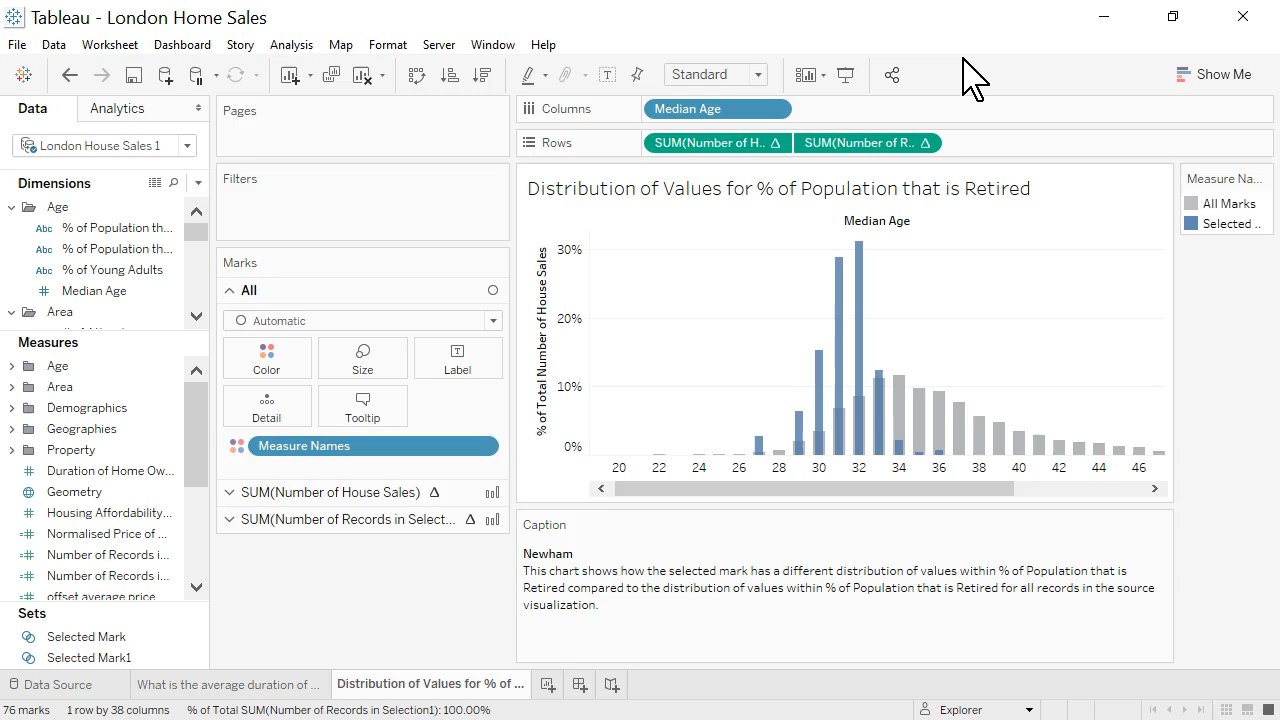 Tableau - London Home Sales
File Data Worksheet Dashboard Story Analysis Map Format Server Window Help
Standard
Show Me
Data Analytics
London House Sales 1
Dimensions
Age
Abc % of Population th...
Abc % of Population th...
Abc % of Young Adults
# Median Age
Area
Measures
Age
Area
Demographics
Geographies
Property
Duration of Home Ow...
Geometry
Housing Affordability...
Normalised Price of ...
Number of Records i...
Number of Records i...
offset average price
Sets
Selected Mark
Selected Mark1
Pages
Filters
Marks
All
Automatic
Color Size Label
Detail Tooltip
Measure Names
SUM(Number of House Sales) Δ
SUM(Number of Records in Select... Δ
Columns Median Age
Rows SUM(Number of H.. Δ SUM(Number of R.. Δ
Distribution of Values for % of Population that is Retired
Median Age
% of Total Number of House Sales
30%
20%
10%
0%
20 22 24 26 28 30 32 34 36 38 40 42 44 46
Caption
Newham
This chart shows how the selected mark has a different distribution of values within % of Population that is
Retired compared to the distribution of values within % of Population that is Retired for all records in the source
visualization.
Measure Na...
All Marks
Selected ..
Data Source What is the average duration of ... Distribution of Values for % of ...
76 marks 1 row by 38 columns % of Total SUM(Number of Records in Selection1): 100.00% Explorer